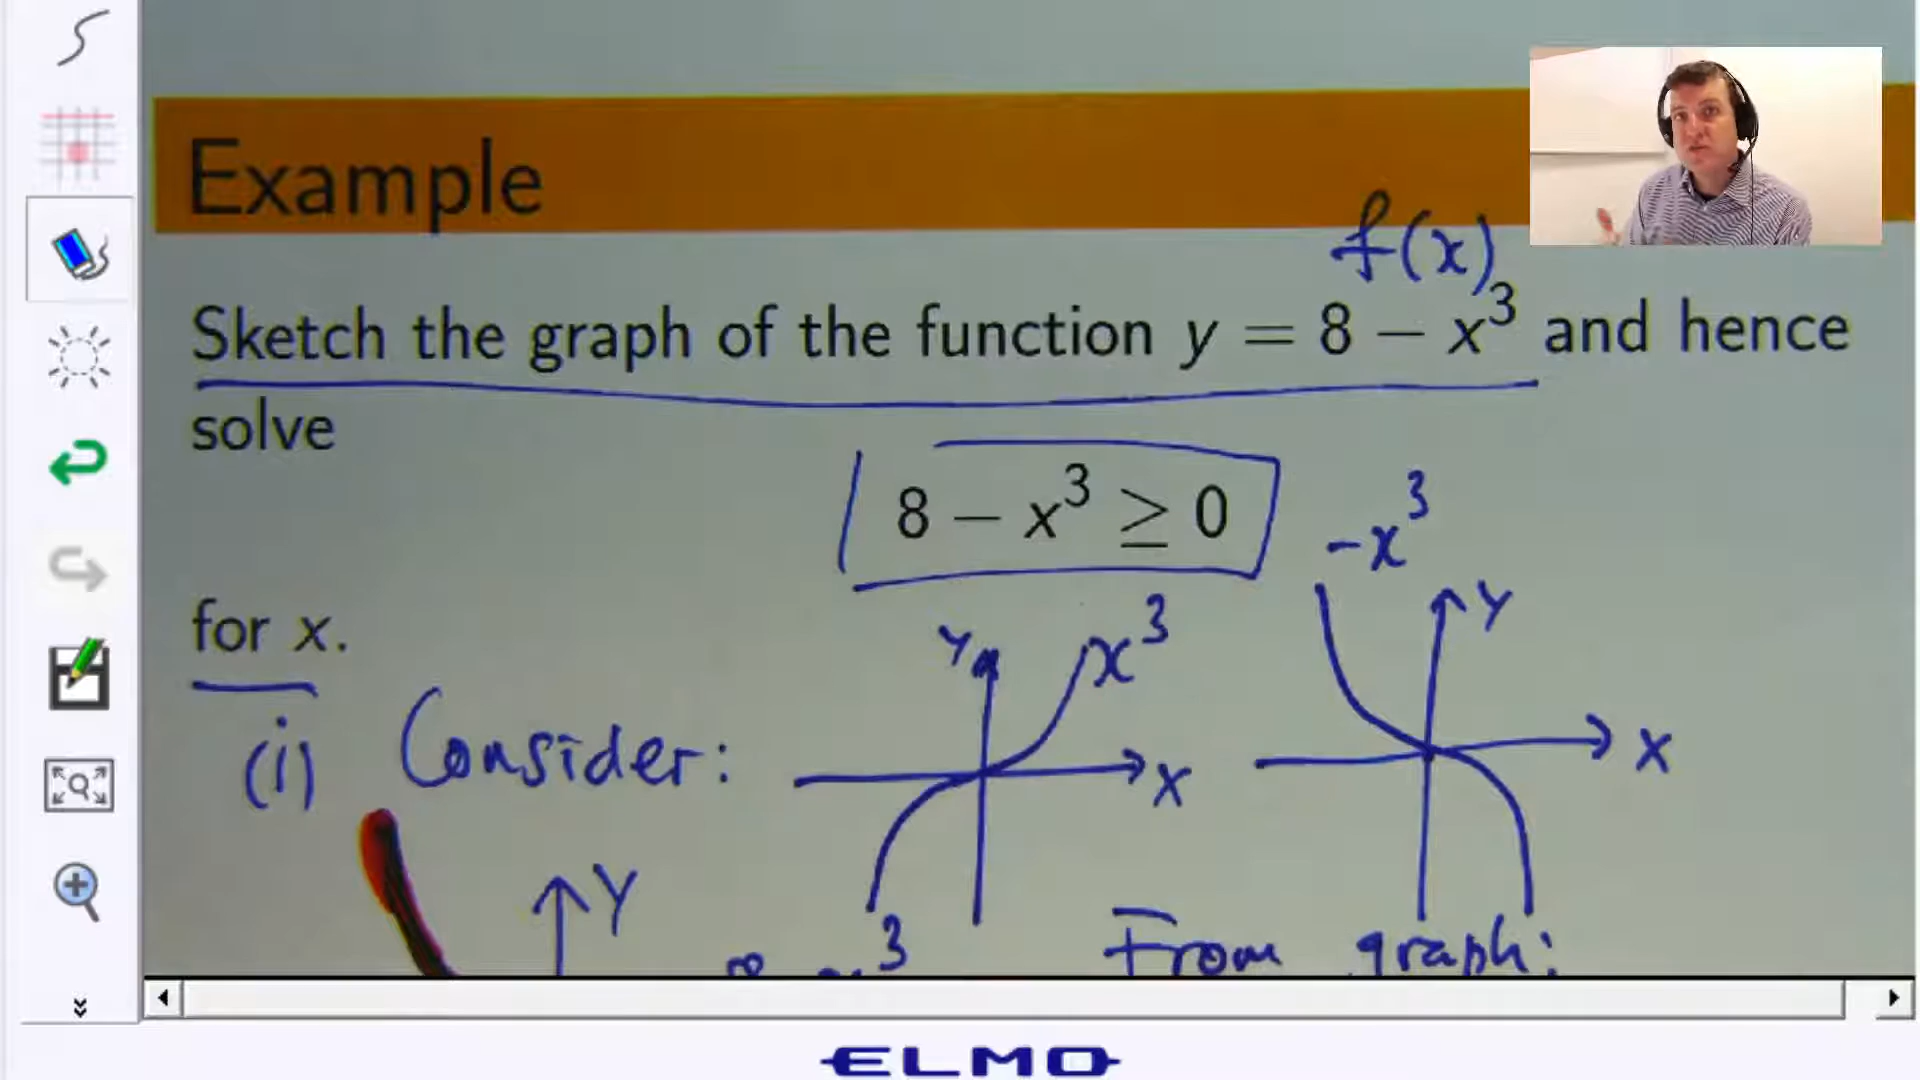 Example
f(x)
Sketch the graph of the function y = 8 − x³ and hence
solve
8 − x³ ≥ 0
-x³
for x.
Y x³ Y
(i) Consider:
X X
Y
From graph:
ELMO